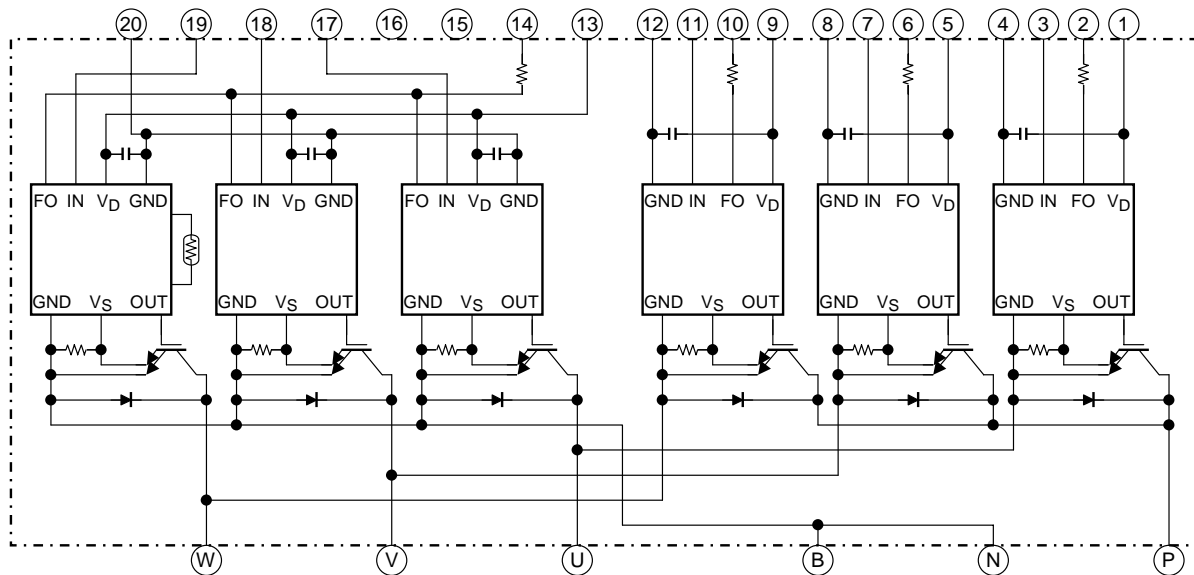 20 19 18 17 16 15 14 13 12 11 10 9 8 7 6 5 4 3 2 1
FO IN VD GND FO IN VD GND FO IN VD GND GND IN FO VD GND IN FO VD GND IN FO VD
GND VS OUT GND VS OUT GND VS OUT GND VS OUT GND VS OUT GND VS OUT
W V U B N P